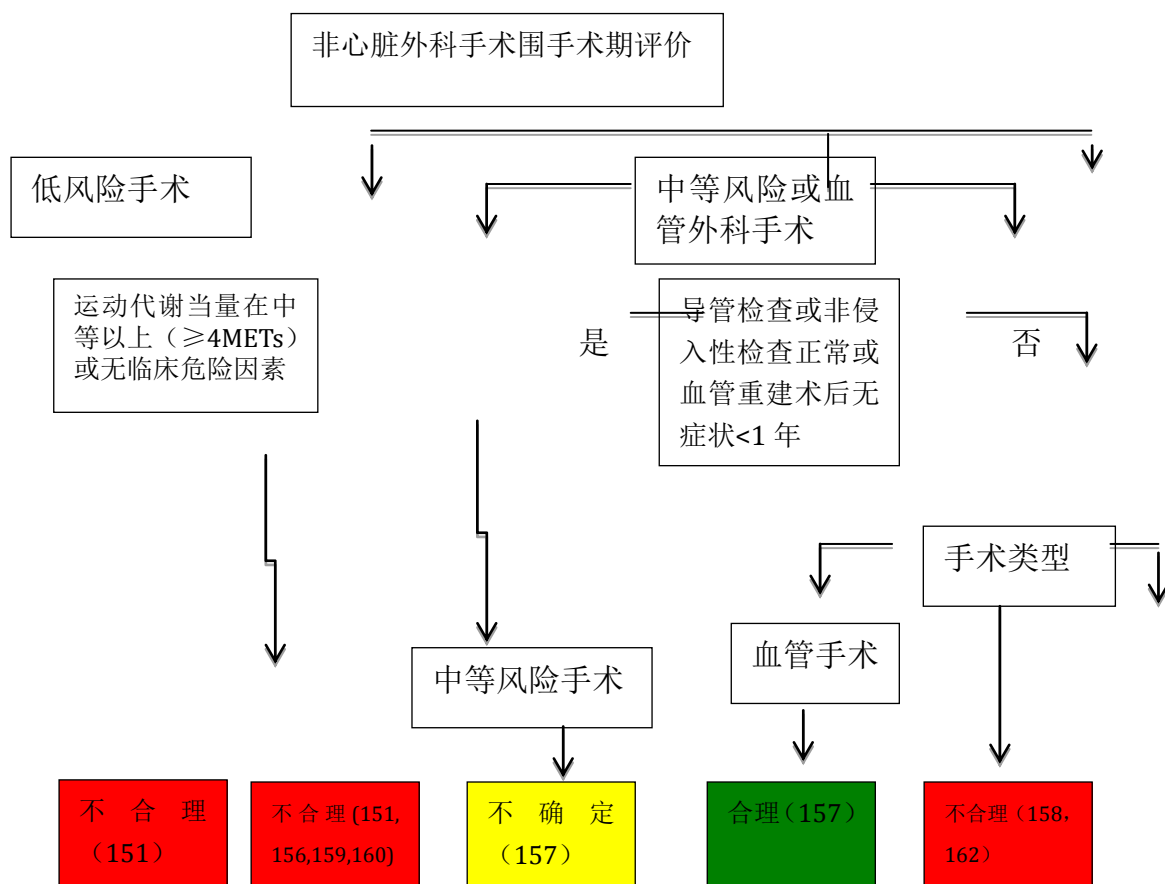 非心脏外科手术围手术期评价
低风险手术
中等风险或血
管外科手术
运动代谢当量在中
等以上（≥4METs）
或无临床危险因素
是
导管检查或非侵
入性检查正常或
血管重建术后无
症状<1 年
否
手术类型
血管手术
中等风险手术
不合理
（151）
不合理(151,
156,159,160)
不确定
（157）
合理（157）
不合理（158，
162）